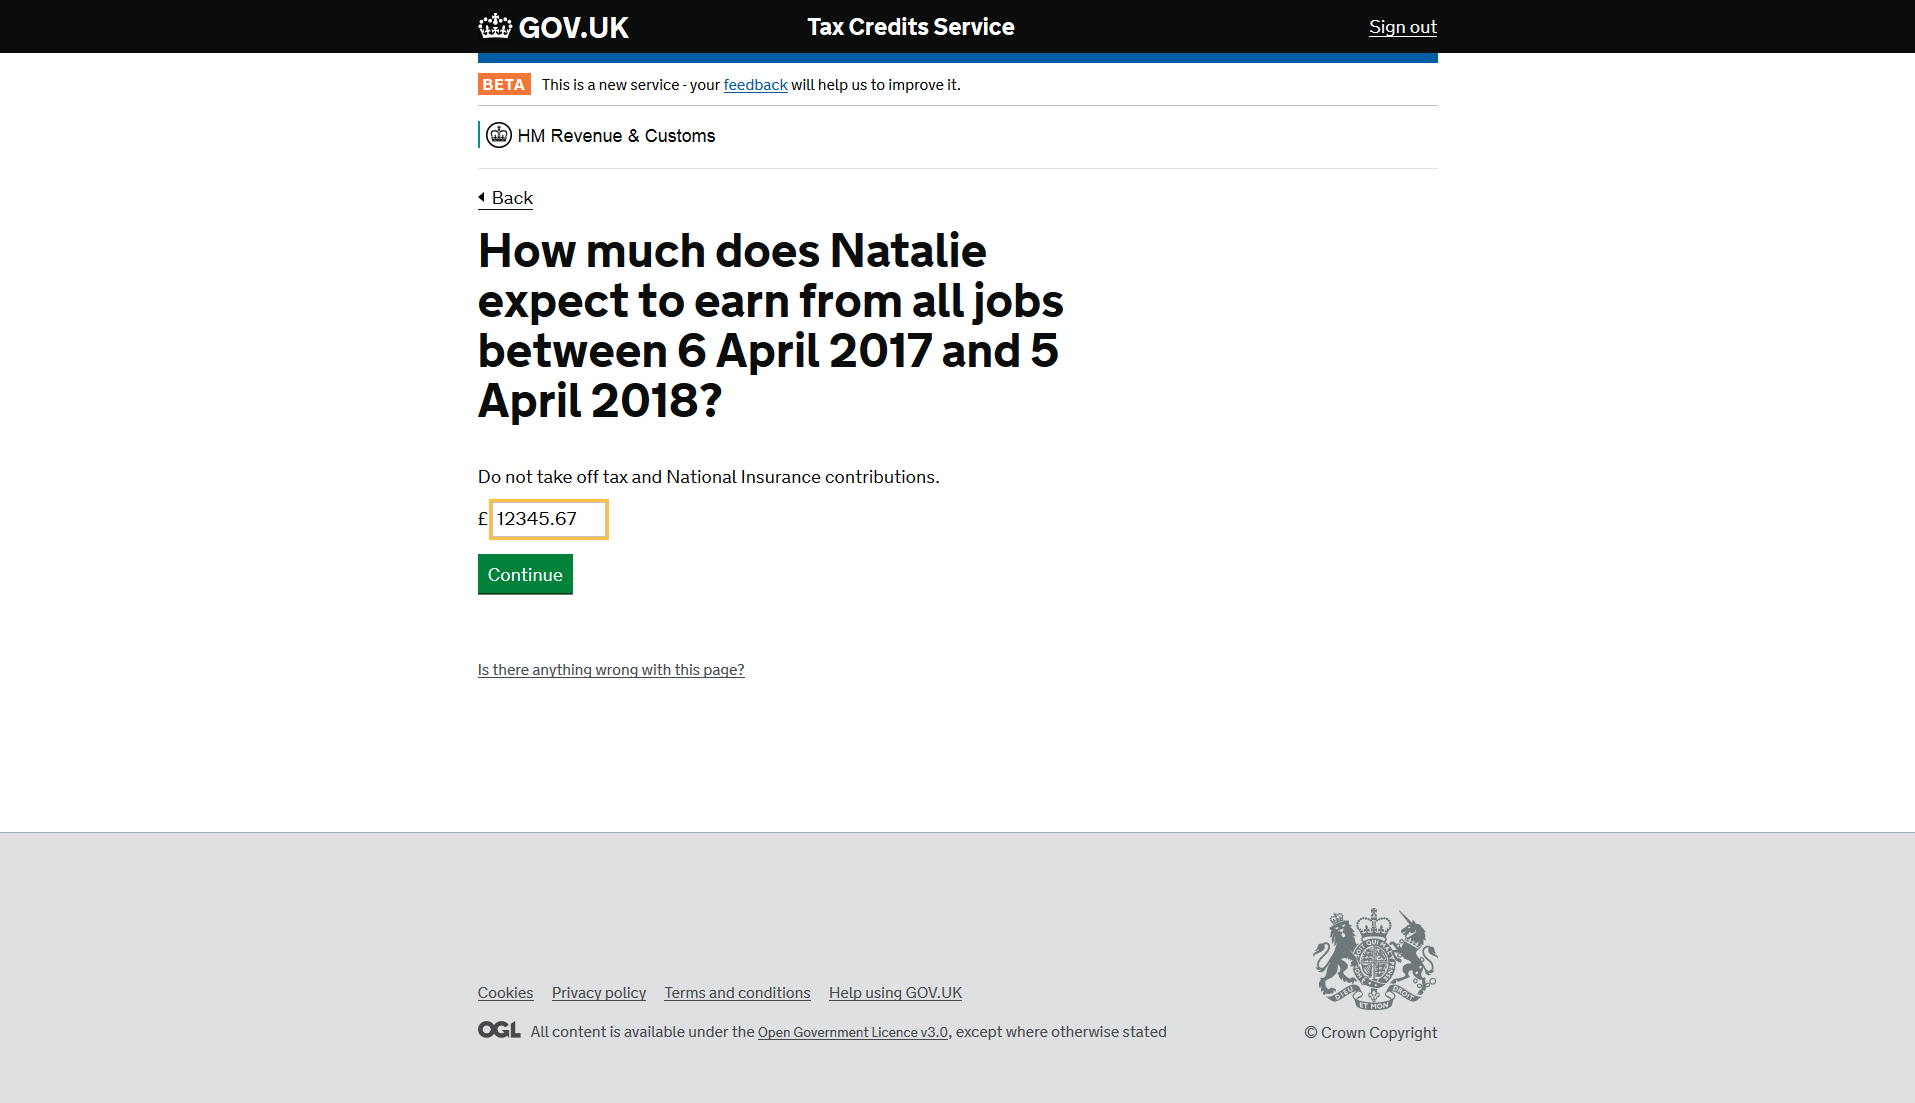 GOV.UK Tax Credits Service Sign out
BETA This is a new service - your feedback will help us to improve it.
HM Revenue & Customs
Back
How much does Natalie
expect to earn from all jobs
between 6 April 2017 and 5
April 2018?
Do not take off tax and National Insurance contributions.
£ 12345.67
Continue
Is there anything wrong with this page?
Cookies Privacy policy Terms and conditions Help using GOV.UK
OGL All content is available under the Open Government Licence v3.0, except where otherwise stated
© Crown Copyright